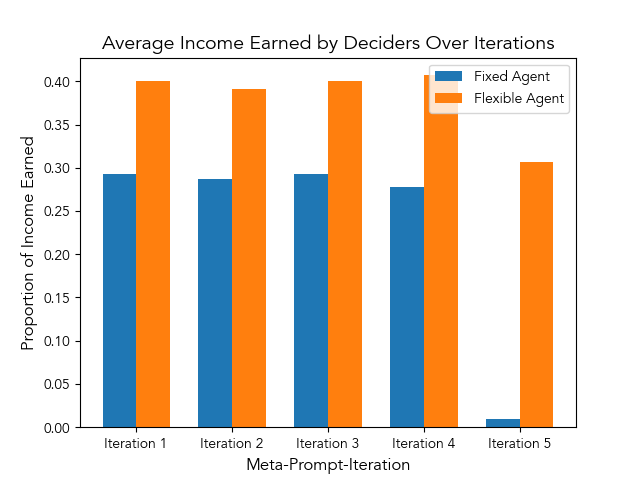 Average Income Earned by Deciders Over Iterations
Fixed Agent
Flexible Agent
Proportion of Income Earned
0.40
0.35
0.30
0.25
0.20
0.15
0.10
0.05
0.00
Iteration 1 Iteration 2 Iteration 3 Iteration 4 Iteration 5
Meta-Prompt-Iteration